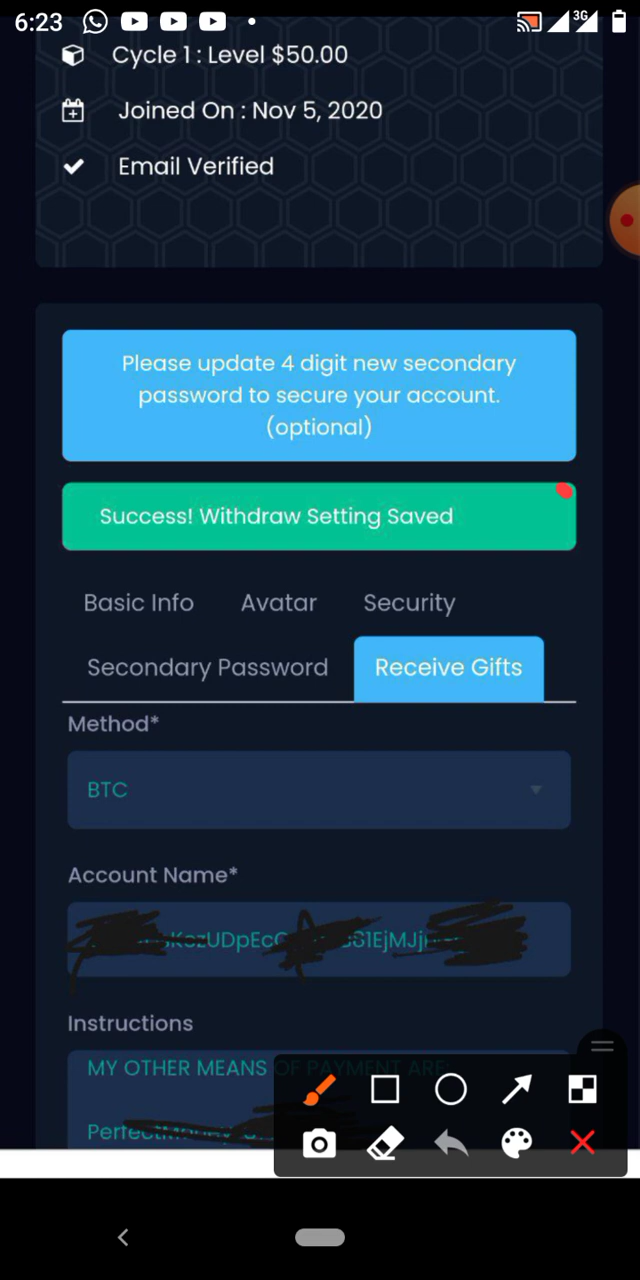 6:23
3G
Cycle 1 : Level $50.00
Joined On : Nov 5, 2020
Email Verified
Please update 4 digit new secondary
password to secure your account.
(optional)
Success! Withdraw Setting Saved
Basic Info Avatar Security
Secondary Password Receive Gifts
Method*
BTC
Account Name*
Instructions
MY OTHER MEANS OF PAYMENT ARE